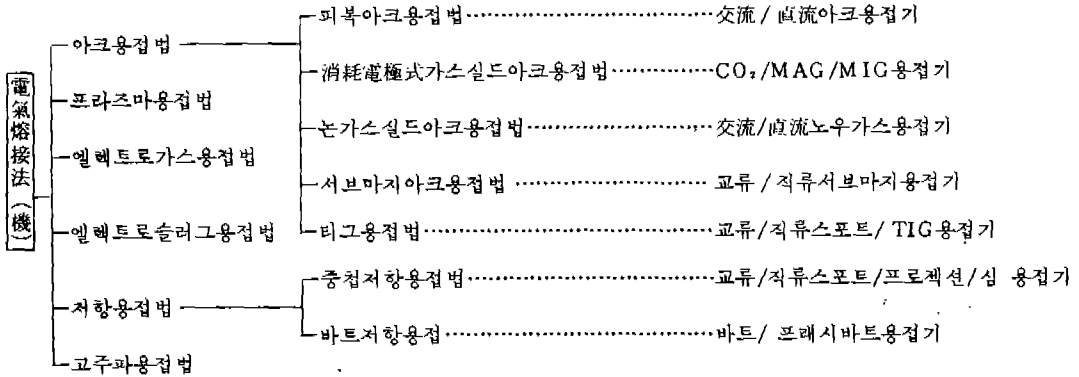 電氣熔接法(機)
아크용접법
프라즈마용접법
엘렉트로가스용접법
엘렉트로슬러그용접법
저항용접법
고주파용접법
피복아크용접법 交流/直流아크용접기
消耗電極式가스실드아크용접법 CO₂/MAG/MIG용접기
논가스실드아크용접법 交流/直流노우가스용접기
서브마지아크용접법 교류/직류서브마지용접기
티그용접법 교류/직류스포트/TIG용접기
중첩저항용접법 교류/직류스포트/프로젝션/심 용접기
바트저항용접 바트/프래시바트용접기